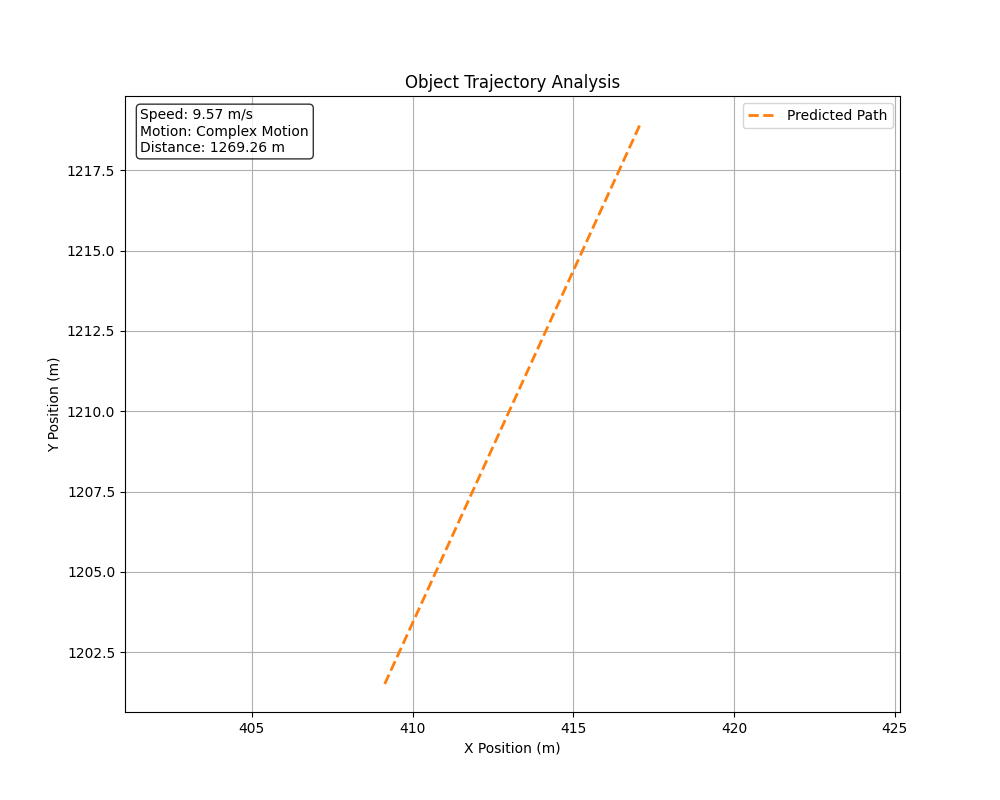 Object Trajectory Analysis
Speed: 9.57 m/s
Motion: Complex Motion
Distance: 1269.26 m
Predicted Path
1217.5
1215.0
1212.5
1210.0
1207.5
1205.0
1202.5
Y Position (m)
405 410 415 420 425
X Position (m)